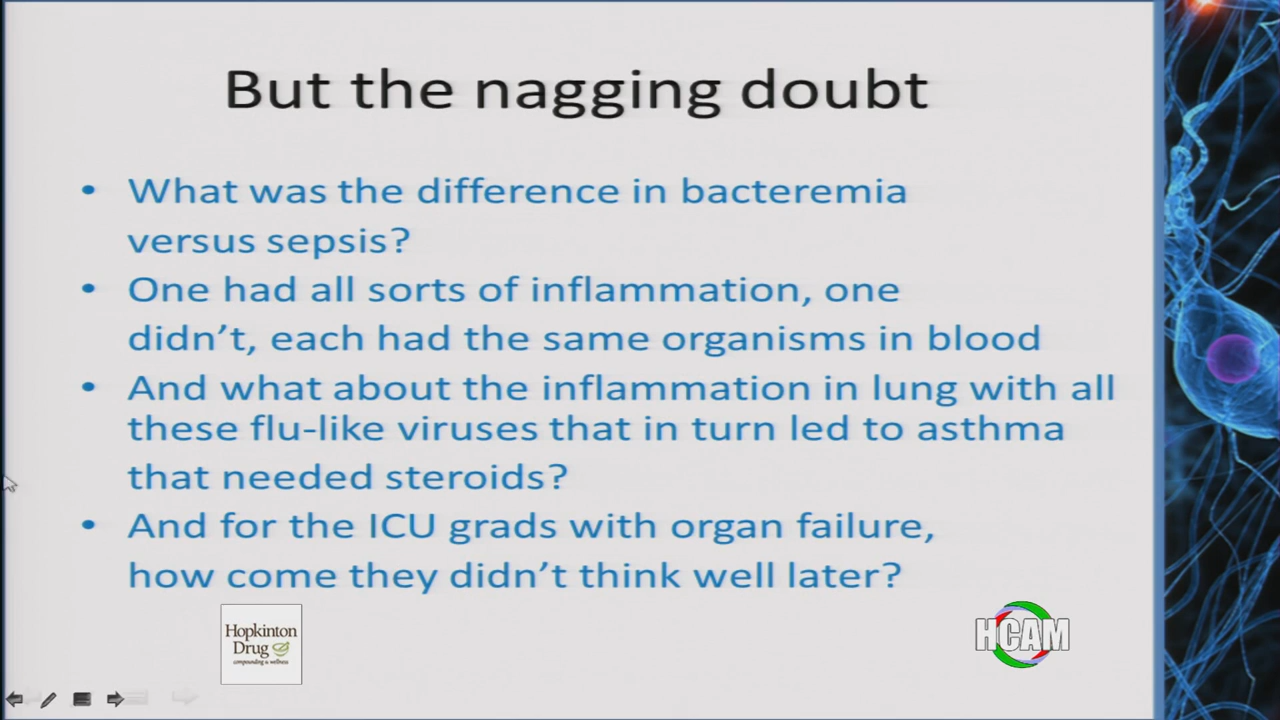 But the nagging doubt
• What was the difference in bacteremia
versus sepsis?
• One had all sorts of inflammation, one
didn't, each had the same organisms in blood
• And what about the inflammation in lung with all
these flu-like viruses that in turn led to asthma
that needed steroids?
• And for the ICU grads with organ failure,
how come they didn't think well later?
Hopkinton
Drug
compounding & wellness
HCAM